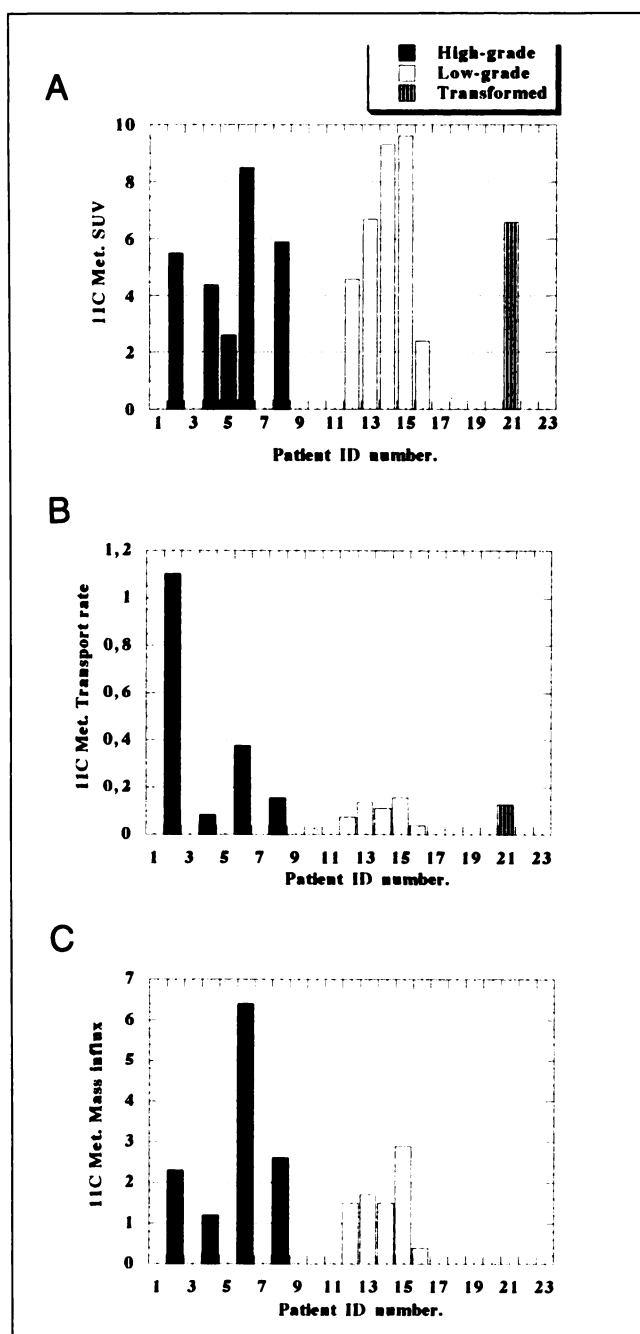 High-grade
Low-grade
Transformed
A
10
8
6
4
2
0
11C Met. SUV
1 3 5 7 9 11 13 15 17 19 21 23
Patient ID number.
B
1,2
1
0,8
0,6
0,4
0,2
0
11C Met. Transport rate
1 3 5 7 9 11 13 15 17 19 21 23
Patient ID number.
C
7
6
5
4
3
2
1
0
11C Met. Mass influx
1 3 5 7 9 11 13 15 17 19 21 23
Patient ID number.